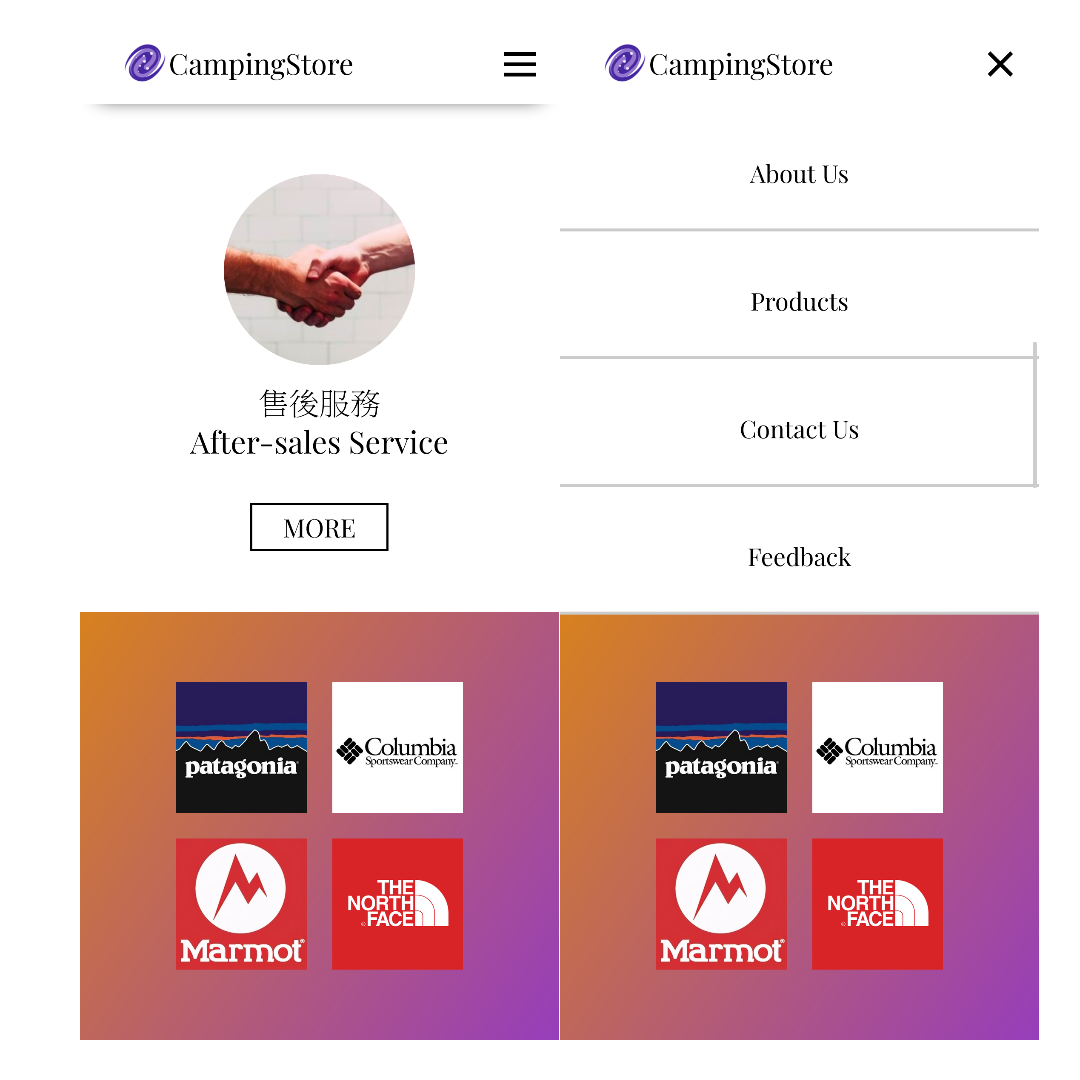 CampingStore
售後服務
After-sales Service
MORE
patagonia
Columbia
Sportswear Company
Marmot
THE
NORTH
FACE
CampingStore
About Us
Products
Contact Us
Feedback
patagonia
Columbia
Sportswear Company
Marmot
THE
NORTH
FACE